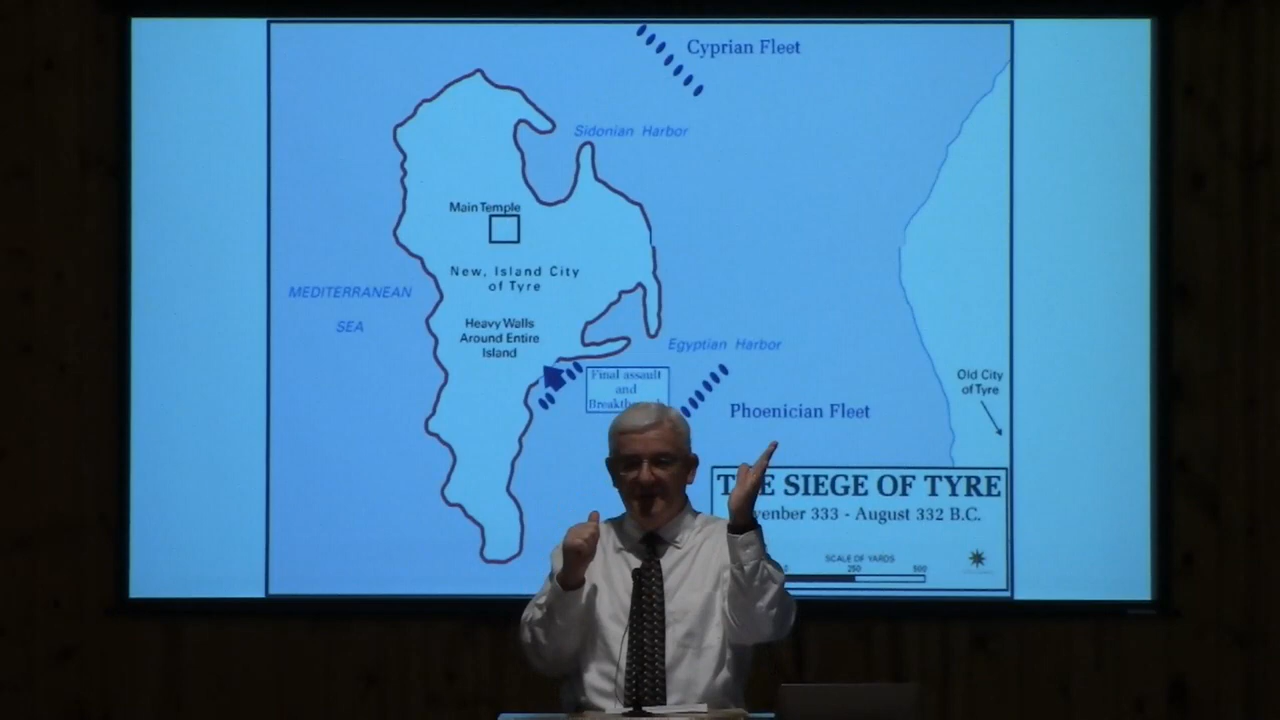 Cyprian Fleet
Sidonian Harbor
Main Temple
New, Island City
of Tyre
MEDITERRANEAN
SEA
Heavy Walls
Around Entire
Island
Egyptian Harbor
Final assault
and
Old City
of Tyre
Phoenician Fleet
SIEGE OF TYRE
333 - August 332 B.C.
SCALE OF YARDS
0 250 500